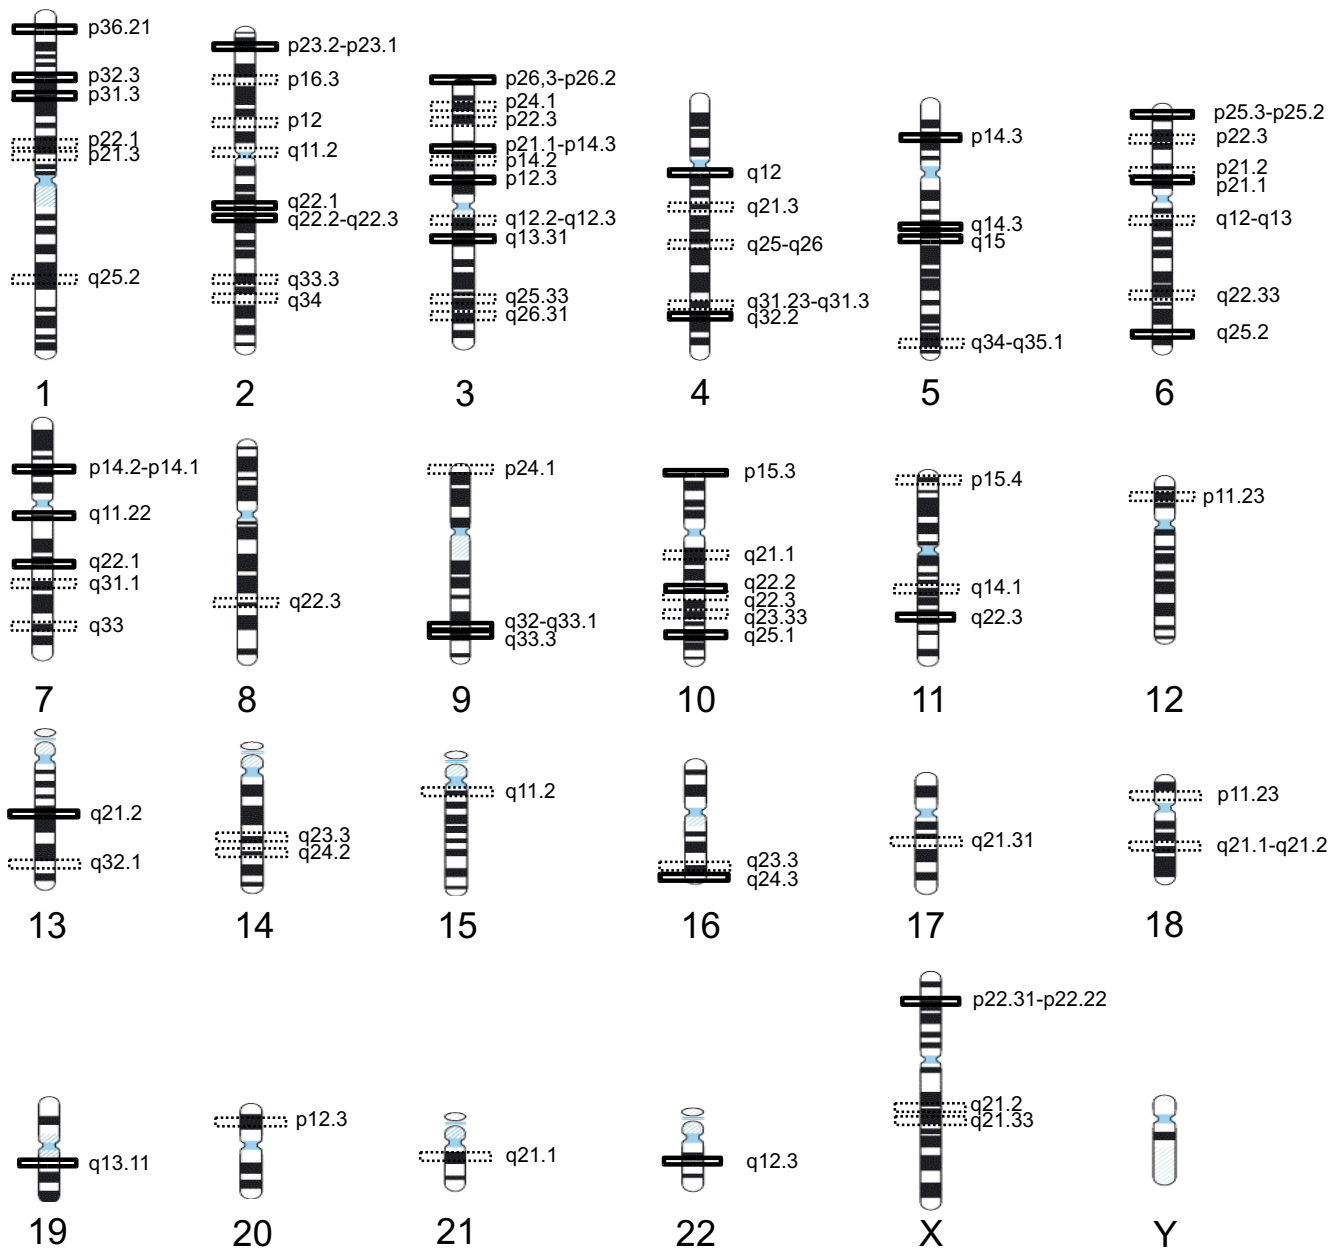 p36.21
p32.3
p31.3
p22.1
p21.3
q25.2
1
p23.2-p23.1
p16.3
p12
q11.2
q22.1
q22.2-q22.3
q33.3
q34
2
p26,3-p26.2
p24.1
p22.3
p21.1-p14.3
p14.2
p12.3
q12.2-q12.3
q13.31
q25.33
q26.31
3
q12
q21.3
q25-q26
q31.23-q31.3
q32.2
4
p14.3
q14.3
q15
q34-q35.1
5
p25.3-p25.2
p22.3
p21.2
p21.1
q12-q13
q22.33
q25.2
6
p14.2-p14.1
q11.22
q22.1
q31.1
q33
7
q22.3
8
p24.1
q32-q33.1
q33.3
9
p15.3
q21.1
q22.2
q22.3
q23.33
q25.1
10
p15.4
q14.1
q22.3
11
p11.23
12
q21.2
q32.1
13
q23.3
q24.2
14
q11.2
15
q23.3
q24.3
16
q21.31
17
p11.23
q21.1-q21.2
18
q13.11
19
p12.3
20
q21.1
21
q12.3
22
p22.31-p22.22
q21.2
q21.33
X
Y